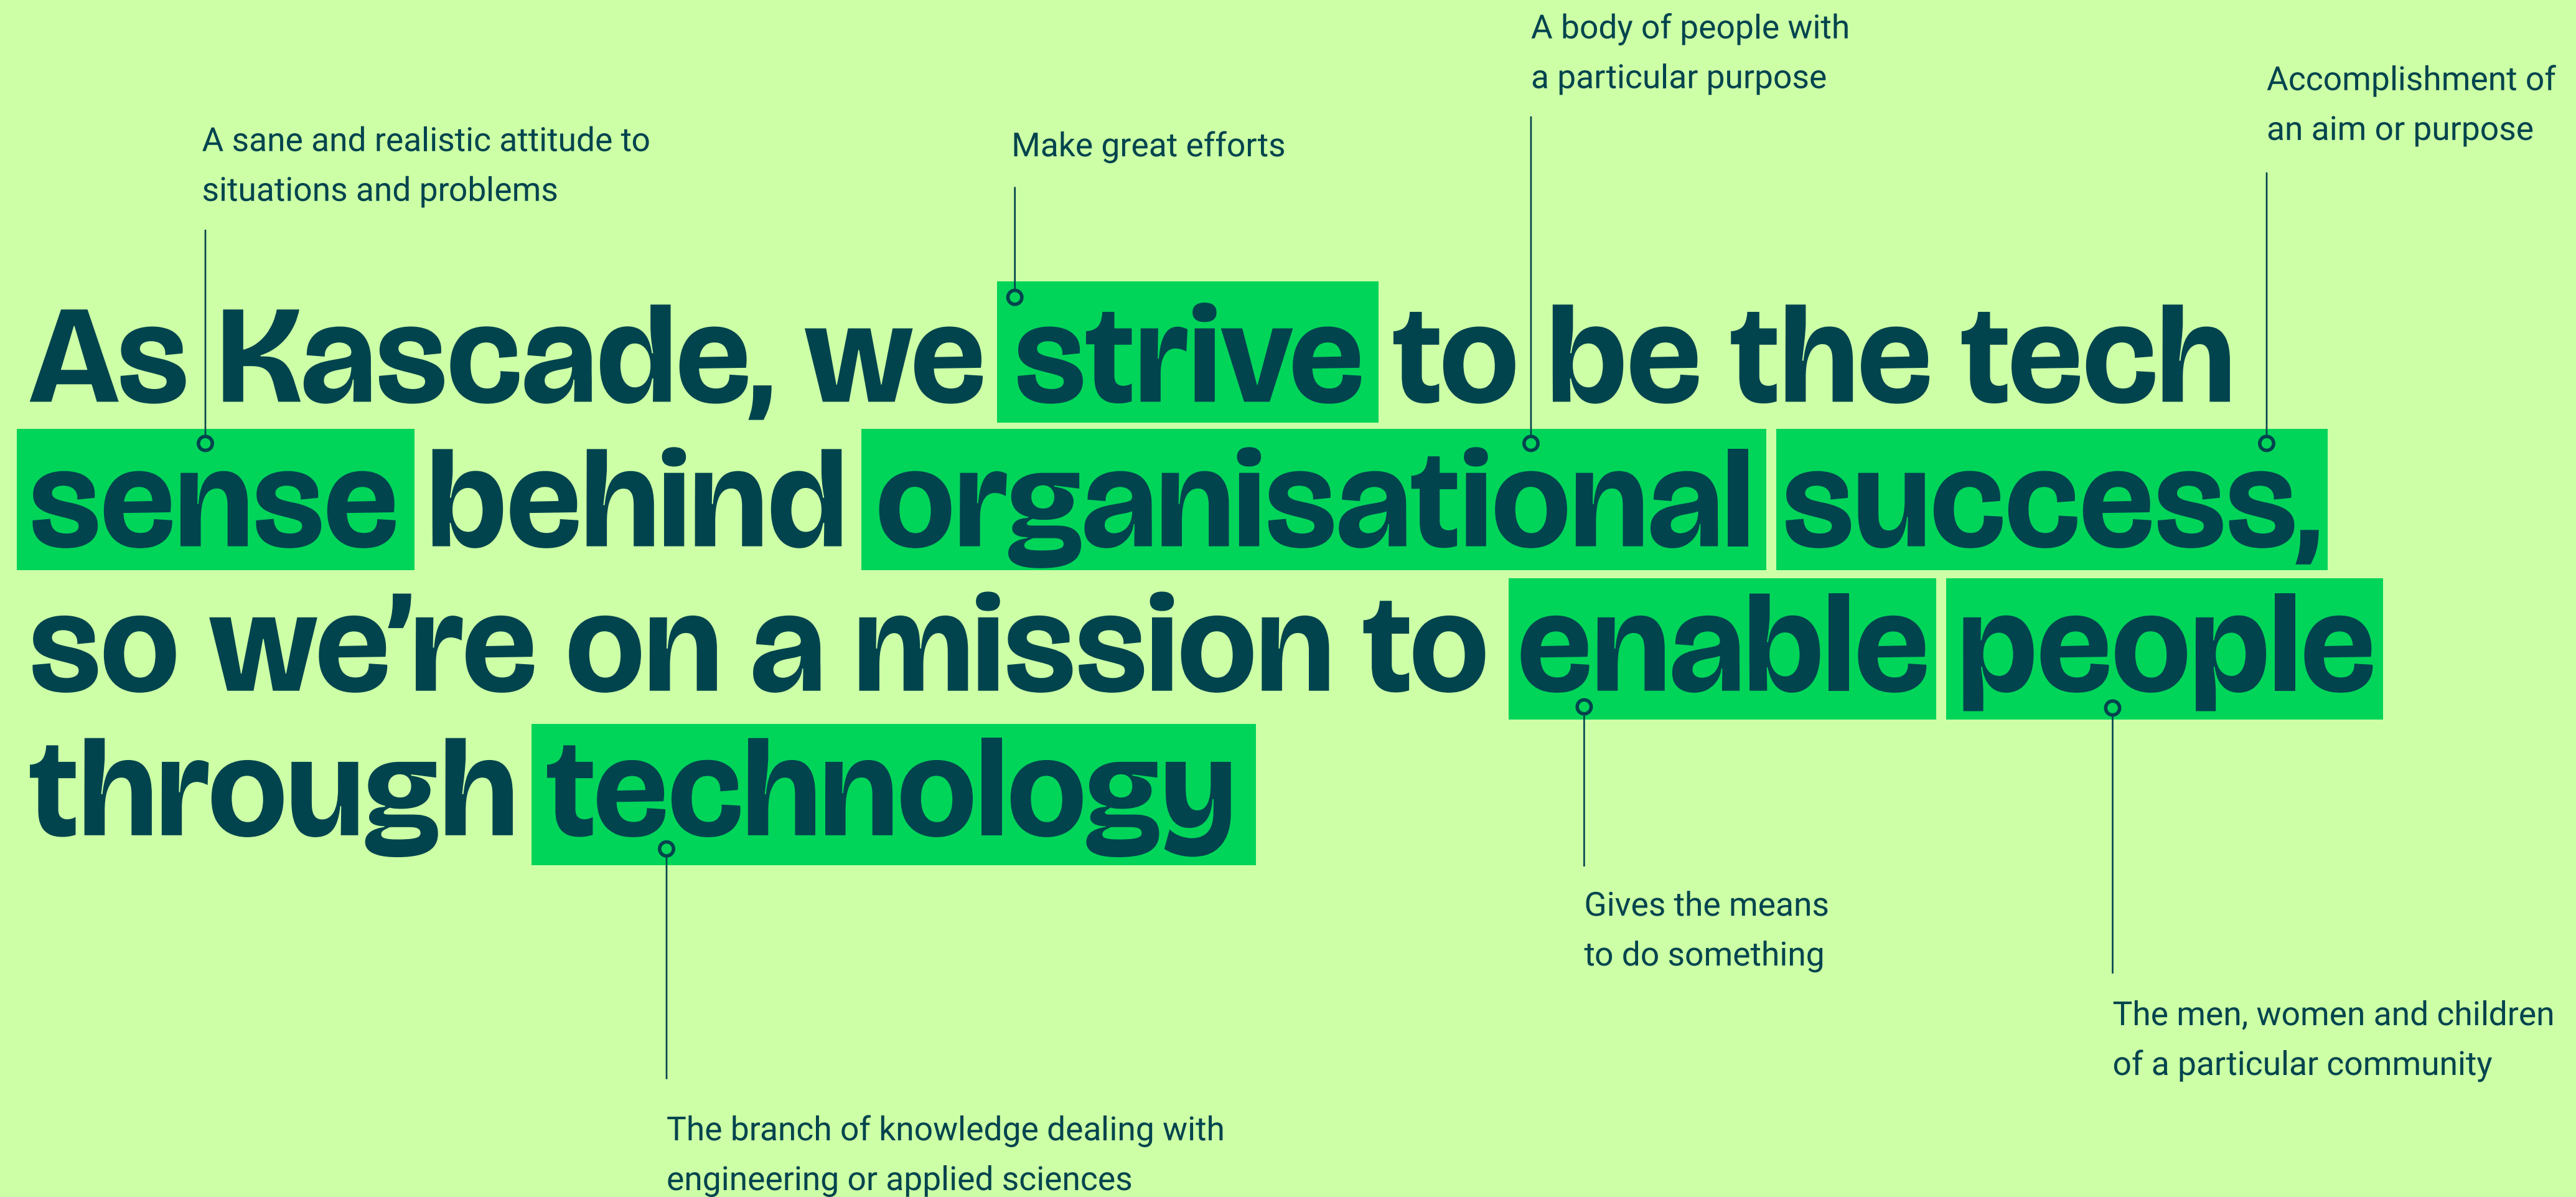 A body of people with
a particular purpose
Accomplishment of
an aim or purpose
A sane and realistic attitude to
situations and problems
Make great efforts
As Kascade, we strive to be the tech
sense behind organisational success,
so we’re on a mission to enable people
through technology
Gives the means
to do something
The men, women and children
of a particular community
The branch of knowledge dealing with
engineering or applied sciences